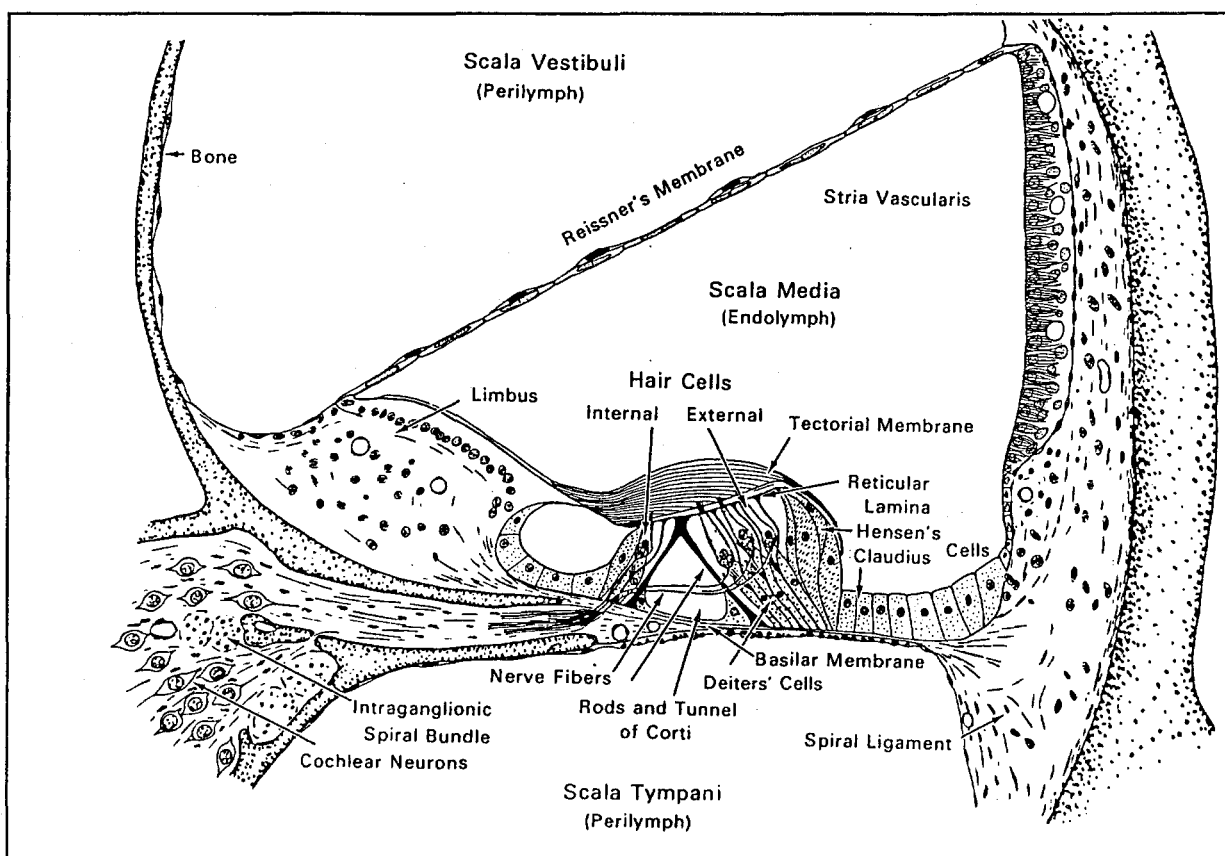 Scala Vestibuli
(Perilymph)
Bone
Reissner's Membrane
Stria Vascularis
Scala Media
(Endolymph)
Hair Cells
Limbus
Internal
External
Tectorial Membrane
Reticular
Lamina
Hensen's
Claudius Cells
Basilar Membrane
Nerve Fibers
Deiters' Cells
Rods and Tunnel
of Corti
Intraganglionic
Spiral Bundle
Cochlear Neurons
Spiral Ligament
Scala Tympani
(Perilymph)